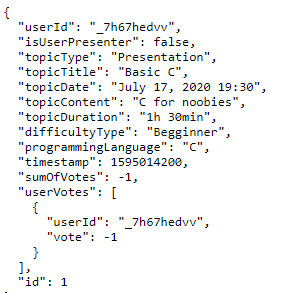 {
"userId": "_7h67hedvv",
"isUserPresenter": false,
"topicType": "Presentation",
"topicTitle": "Basic C",
"topicDate": "July 17, 2020 19:30",
"topicContent": "C for noobies",
"topicDuration": "1h 30min",
"difficultyType": "Begginner",
"programmingLanguage": "C",
"timestamp": 1595014200,
"sumOfVotes": -1,
"userVotes": [
{
"userId": "_7h67hedvv",
"vote": -1
}
],
"id": 1